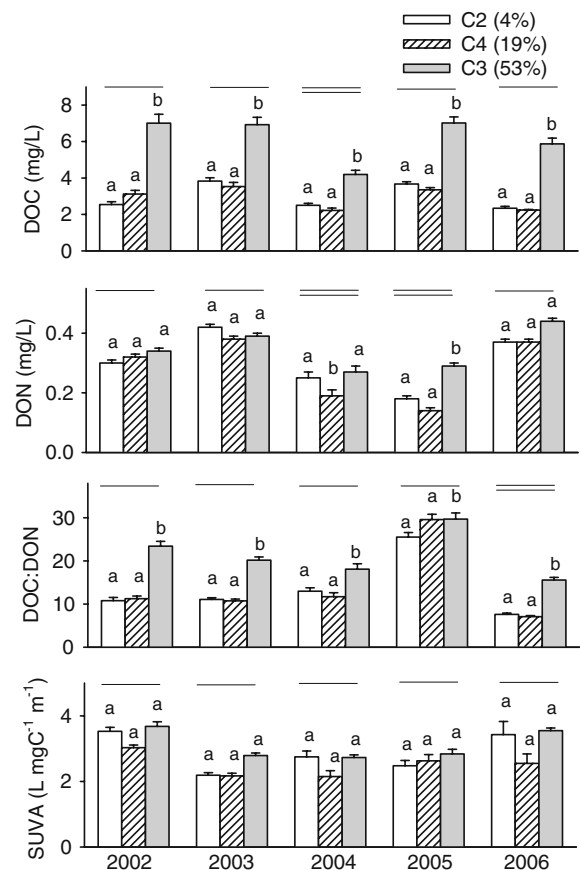 C2 (4%)
C4 (19%)
C3 (53%)
DOC (mg/L)
8
6
4
2
0
a a b
a a b
a a b
a a b
a a b
DON (mg/L)
0.4
0.2
0.0
a a a
a a a
a b a
a a b
a a a
DOC:DON
30
20
10
0
a a b
a a b
a a b
a a b
a a b
SUVA (L mgC⁻¹ m⁻¹)
4
2
0
a a a
a a a
a a a
a a a
a a a
2002 2003 2004 2005 2006